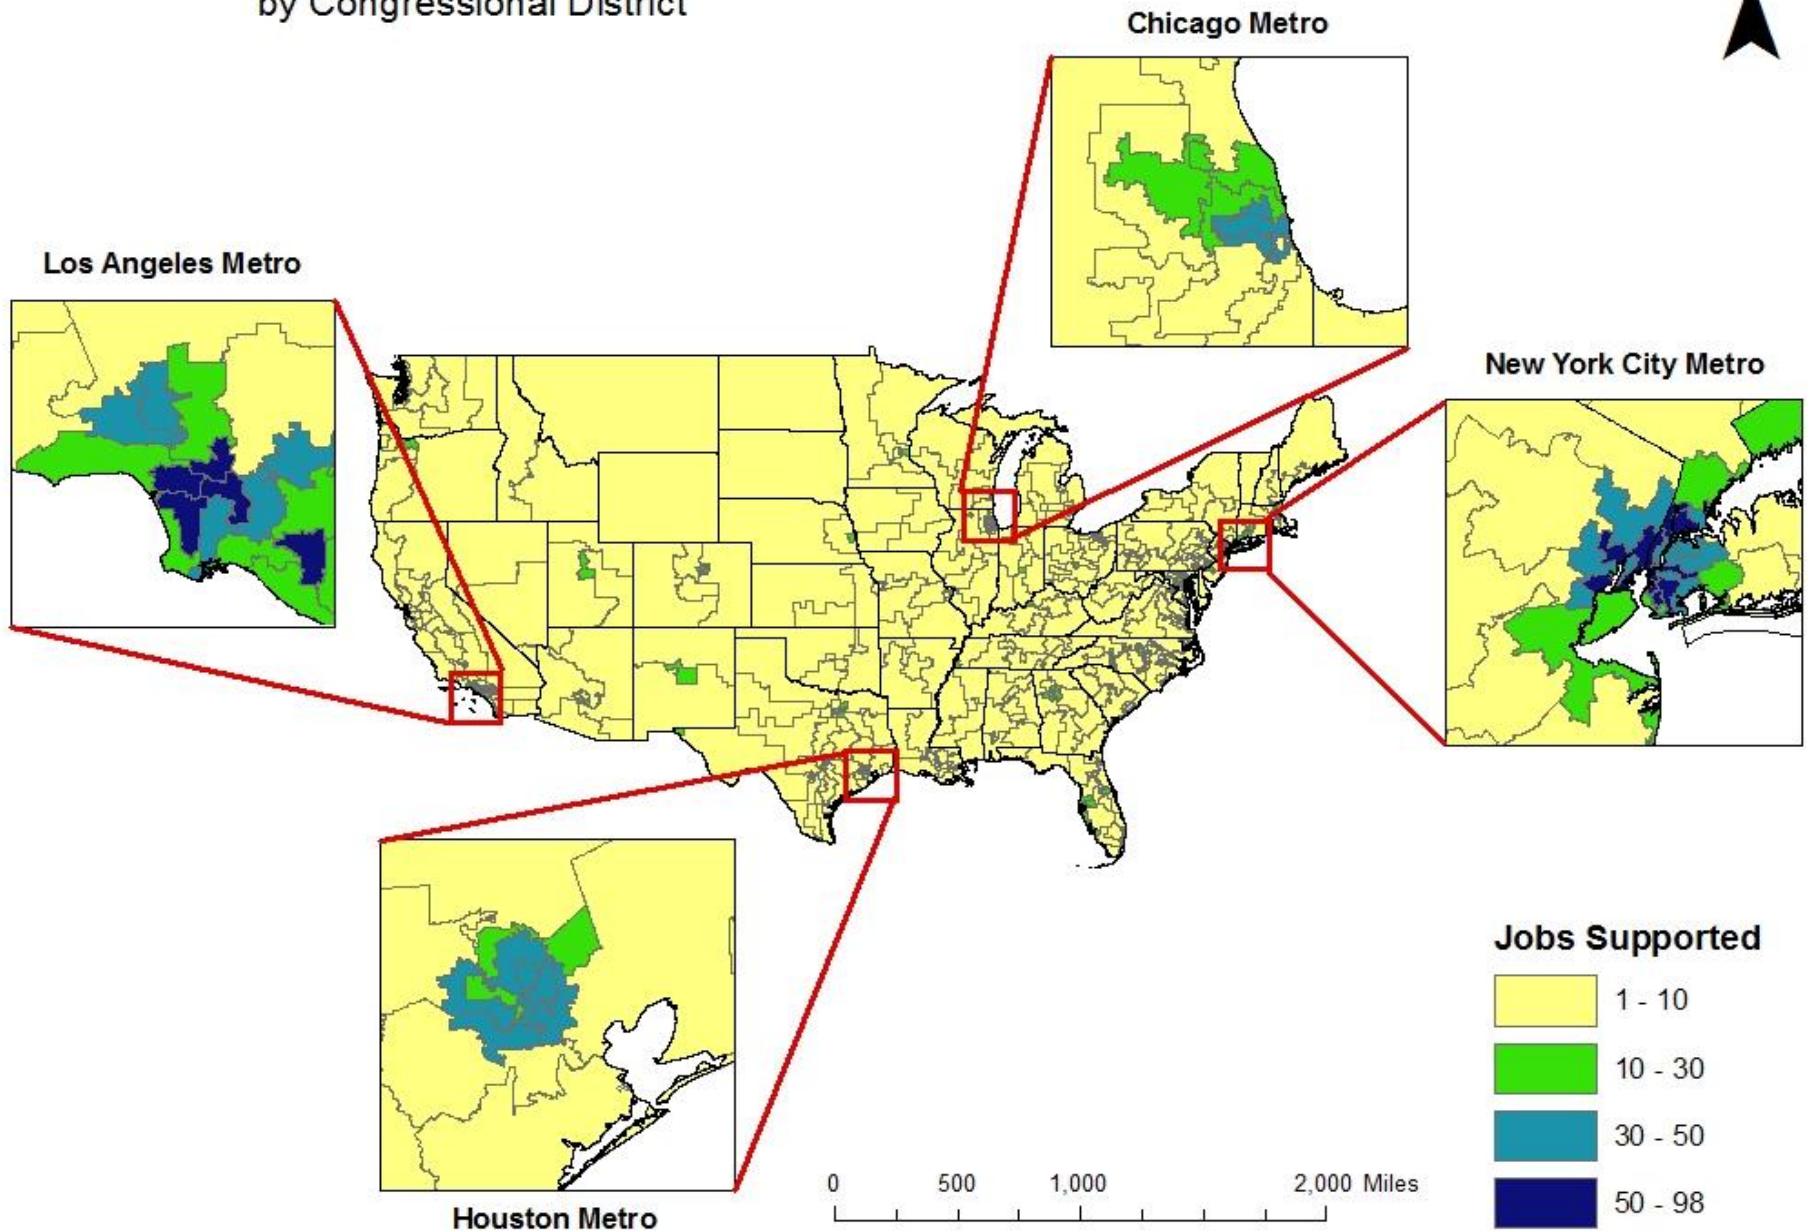 by Congressional District
Chicago Metro
Los Angeles Metro
New York City Metro
Houston Metro
Jobs Supported
1 - 10
10 - 30
30 - 50
50 - 98
0 500 1,000 2,000 Miles